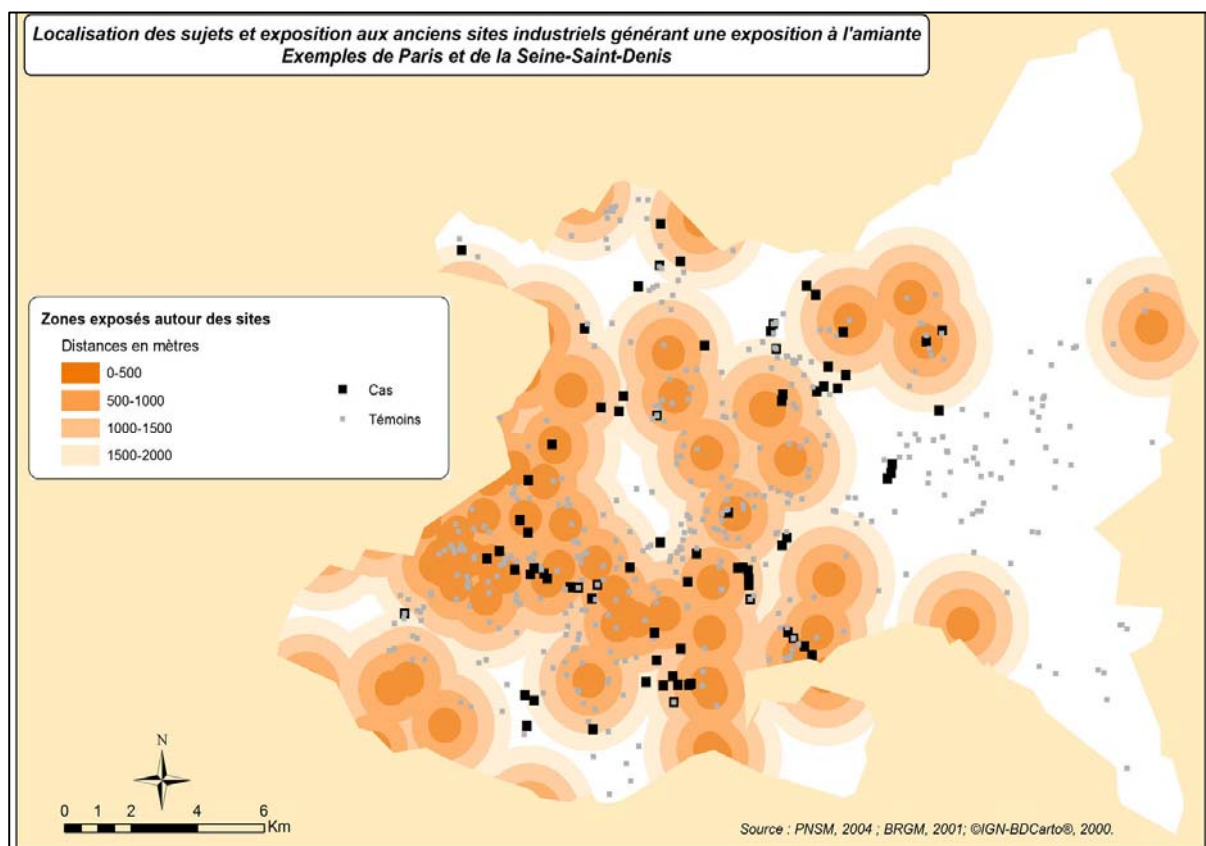 Localisation des sujets et exposition aux anciens sites industriels générant une exposition à l'amiante
Exemples de Paris et de la Seine-Saint-Denis
Zones exposés autour des sites
Distances en mètres
0-500
500-1000
1000-1500
1500-2000
Cas
Témoins
N
0 1 2 4 6
Km
Source : PNSM, 2004 ; BRGM, 2001; ©IGN-BDCarto®, 2000.